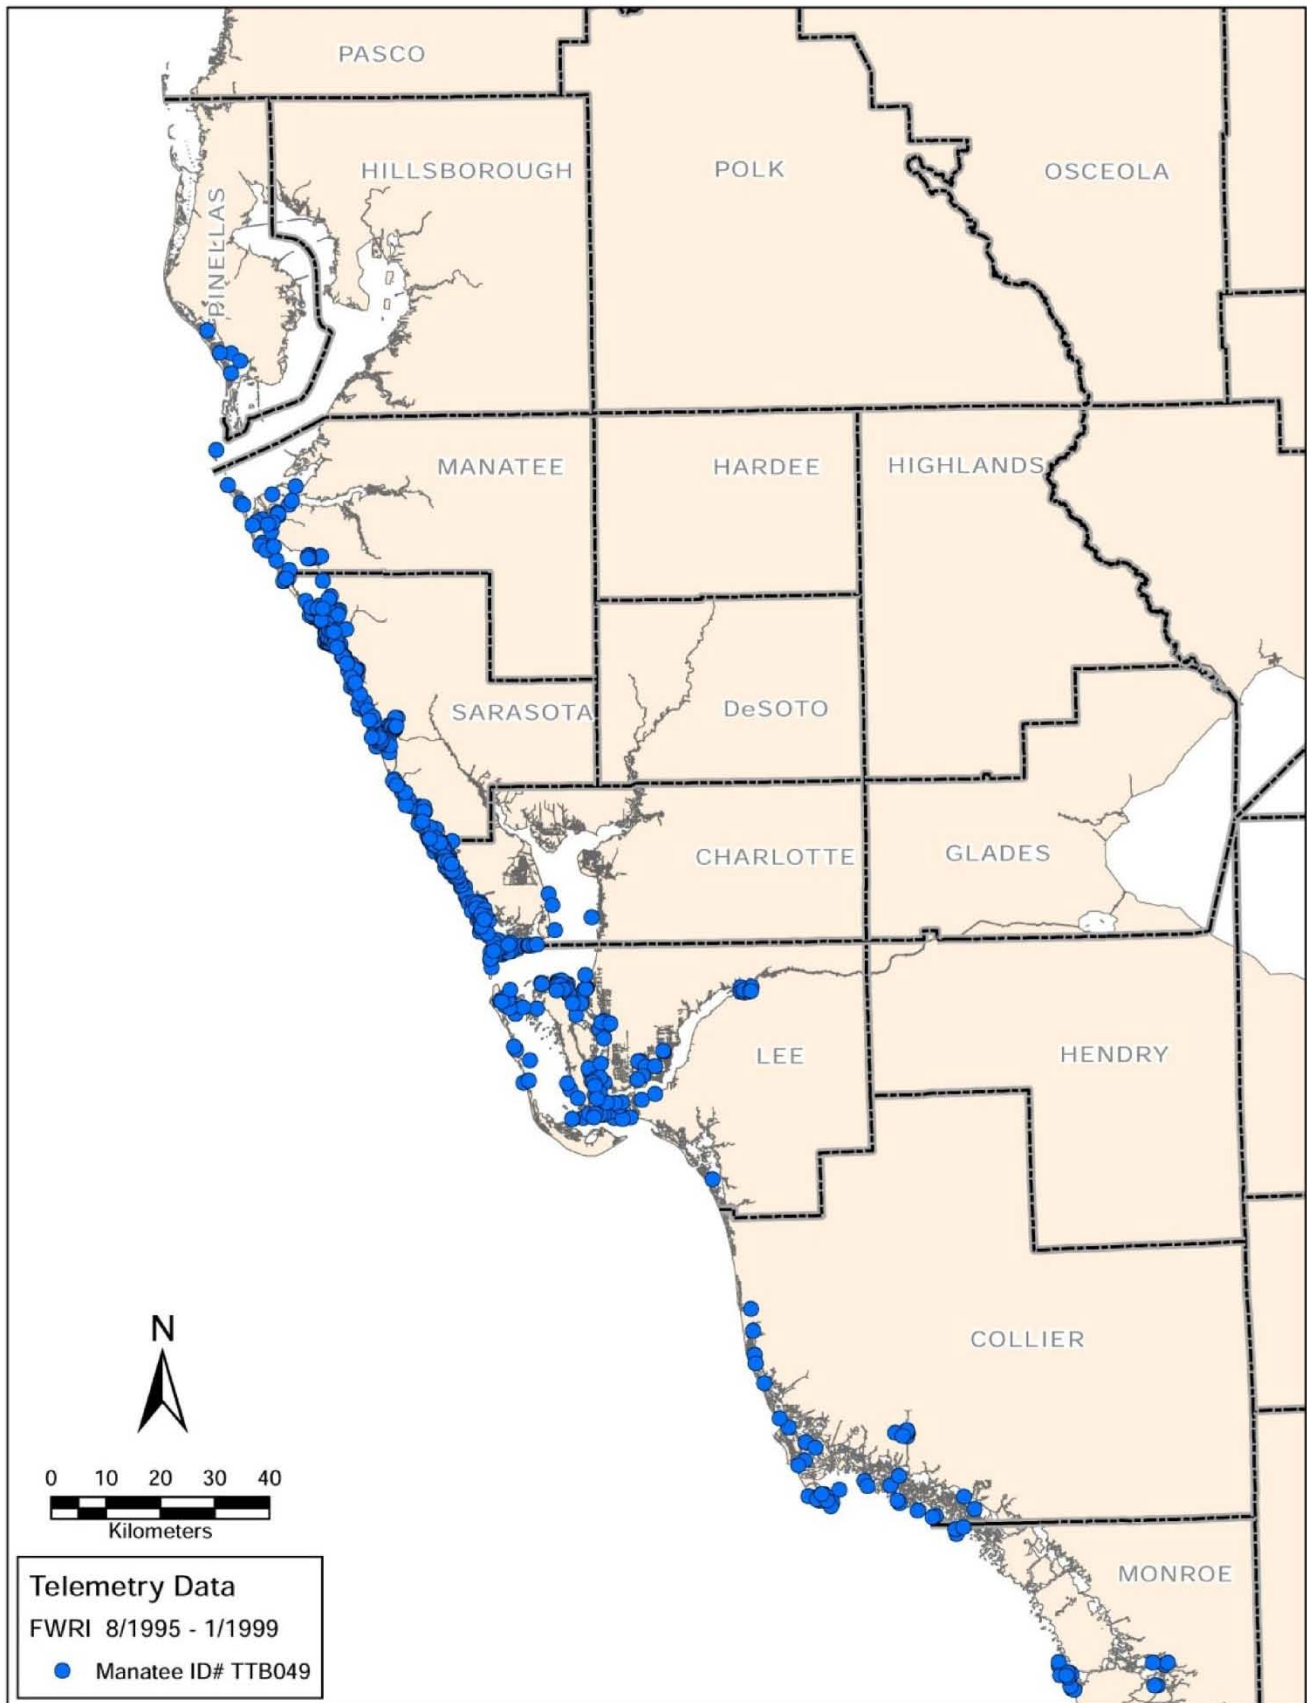 PASCO
HILLSBOROUGH
POLK
OSCEOLA
PINELLAS
MANATEE
HARDEE
HIGHLANDS
SARASOTA
DeSOTO
CHARLOTTE
GLADES
LEE
HENDRY
COLLIER
N
0 10 20 30 40
Kilometers
MONROE
Telemetry Data
FWRI 8/1995 - 1/1999
Manatee ID# TTB049